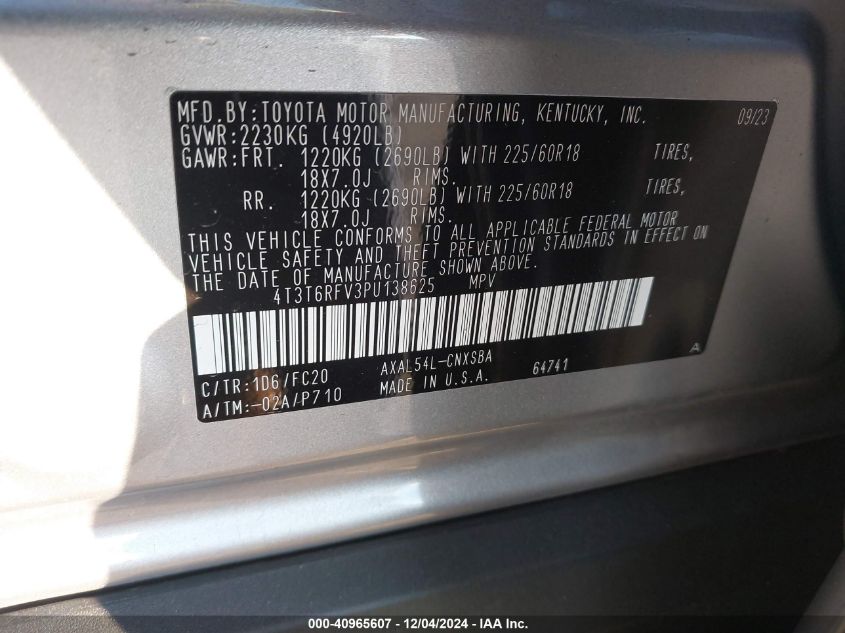 MFD.BY:TOYOTA MOTOR MANUFACTURING, KENTUCKY, INC. 09/23
GVWR:2230KG (4920LB)
GAWR:FRT. 1220KG (2690LB) WITH 225/60R18 TIRES,
18X7.0J RIMS.
RR. 1220KG (2690LB) WITH 225/60R18 TIRES,
18X7.0J RIMS.
THIS VEHICLE CONFORMS TO ALL APPLICABLE FEDERAL MOTOR
VEHICLE SAFETY AND THEFT PREVENTION STANDARDS IN EFFECT ON
THE DATE OF MANUFACTURE SHOWN ABOVE.
4T3T6RFV3PU138625 MPV
C/TR:1D6/FC20 AXAL54L-CNXSBA 64741 A
A/TM:-02A/P710 MADE IN U.S.A.
000-40965607 - 12/04/2024 - IAA Inc.